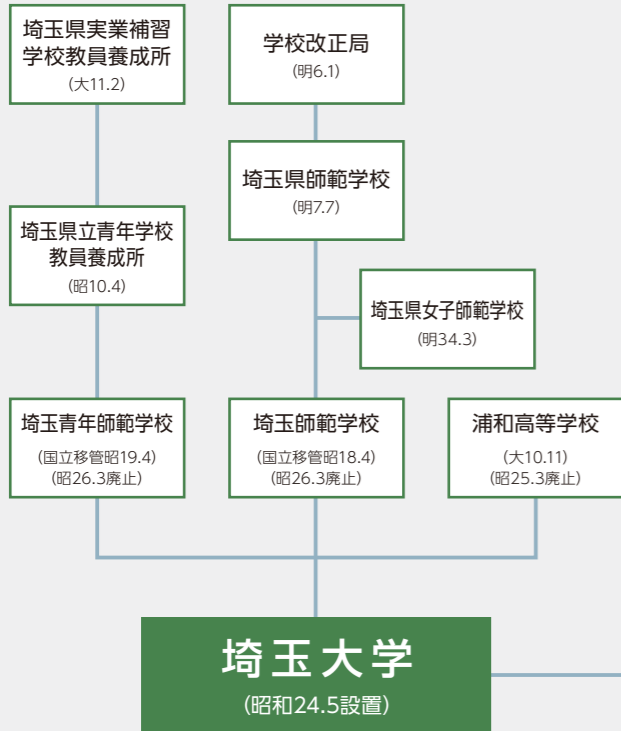 埼玉県実業補習
学校教員養成所
(大11.2)
学校改正局
(明6.1)
埼玉県師範学校
(明7.7)
埼玉県立青年学校
教員養成所
(昭10.4)
埼玉県女子師範学校
(明34.3)
埼玉青年師範学校
(国立移管昭19.4)
(昭26.3廃止)
埼玉師範学校
(国立移管昭18.4)
(昭26.3廃止)
浦和高等学校
(大10.11)
(昭25.3廃止)
埼玉大学
(昭和24.5設置)